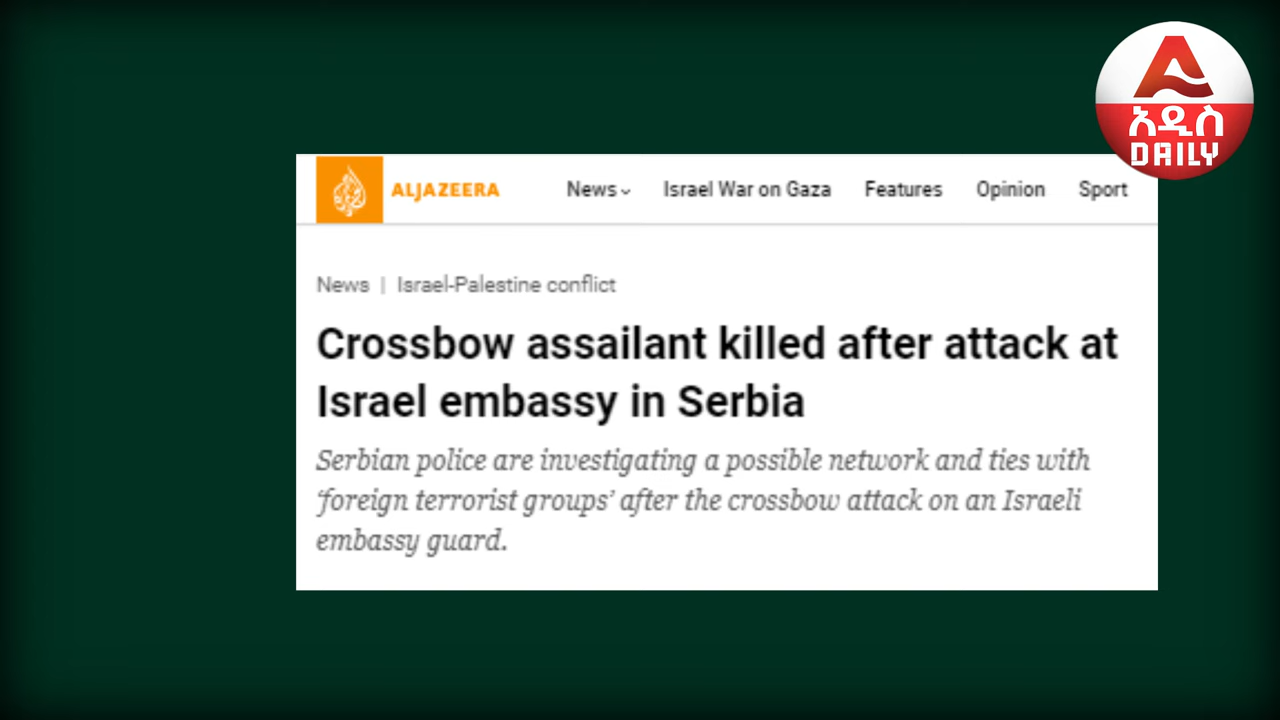 አዲስ
DAILY
ALJAZEERA News Israel War on Gaza Features Opinion Sport
News | Israel-Palestine conflict
Crossbow assailant killed after attack at
Israel embassy in Serbia
Serbian police are investigating a possible network and ties with
‘foreign terrorist groups’ after the crossbow attack on an Israeli
embassy guard.